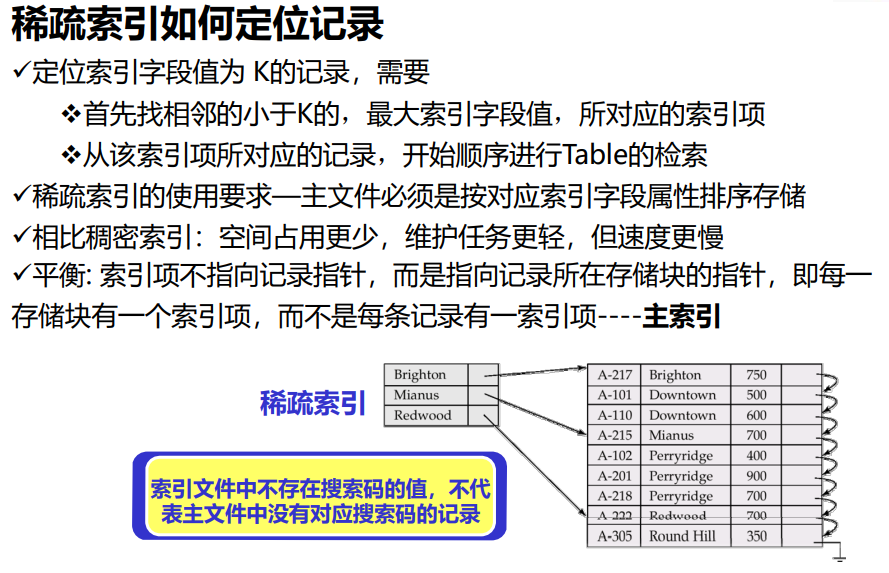 稀疏索引如何定位记录
✓定位索引字段值为 K的记录，需要
❖首先找相邻的小于K的，最大索引字段值，所对应的索引项
❖从该索引项所对应的记录，开始顺序进行Table的检索
✓稀疏索引的使用要求—主文件必须是按对应索引字段属性排序存储
✓相比稠密索引：空间占用更少，维护任务更轻，但速度更慢
✓平衡: 索引项不指向记录指针，而是指向记录所在存储块的指针，即每一
存储块有一个索引项，而不是每条记录有一索引项----主索引
稀疏索引
Brighton
Mianus
Redwood
索引文件中不存在搜索码的值，不代
表主文件中没有对应搜索码的记录
A-217 Brighton 750
A-101 Downtown 500
A-110 Downtown 600
A-215 Mianus 700
A-102 Perryridge 400
A-201 Perryridge 900
A-218 Perryridge 700
A-222 Redwood 700
A-305 Round Hill 350